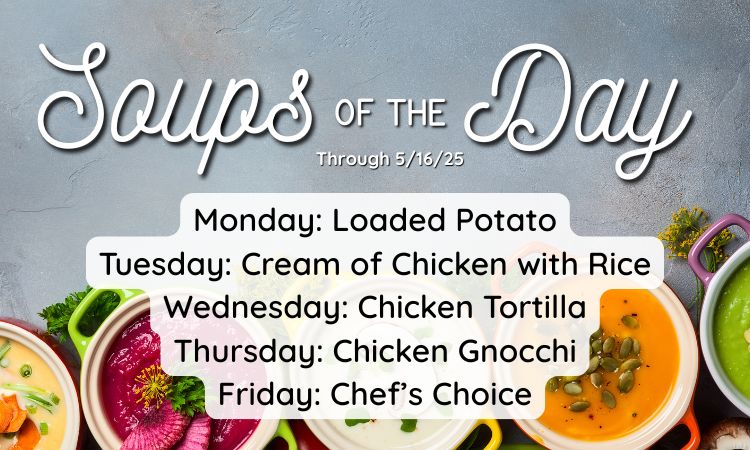 Soups OF THE Day
Through 5/16/25
Monday: Loaded Potato
Tuesday: Cream of Chicken with Rice
Wednesday: Chicken Tortilla
Thursday: Chicken Gnocchi
Friday: Chef’s Choice